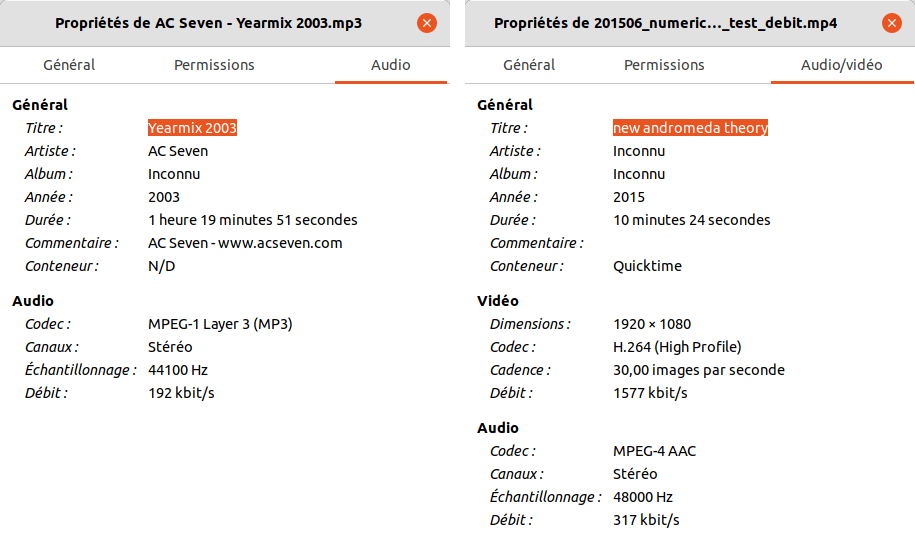 Propriétés de AC Seven - Yearmix 2003.mp3
Général Permissions Audio
Général
Titre : Yearmix 2003
Artiste : AC Seven
Album : Inconnu
Année : 2003
Durée : 1 heure 19 minutes 51 secondes
Commentaire : AC Seven - www.acseven.com
Conteneur : N/D
Audio
Codec : MPEG-1 Layer 3 (MP3)
Canaux : Stéréo
Échantillonnage : 44100 Hz
Débit : 192 kbit/s
Propriétés de 201506_numeric…_test_debit.mp4
Général Permissions Audio/vidéo
Général
Titre : new andromeda theory
Artiste : Inconnu
Album : Inconnu
Année : 2015
Durée : 10 minutes 24 secondes
Commentaire :
Conteneur : Quicktime
Vidéo
Dimensions : 1920 × 1080
Codec : H.264 (High Profile)
Cadence : 30,00 images par seconde
Débit : 1577 kbit/s
Audio
Codec : MPEG-4 AAC
Canaux : Stéréo
Échantillonnage : 48000 Hz
Débit : 317 kbit/s